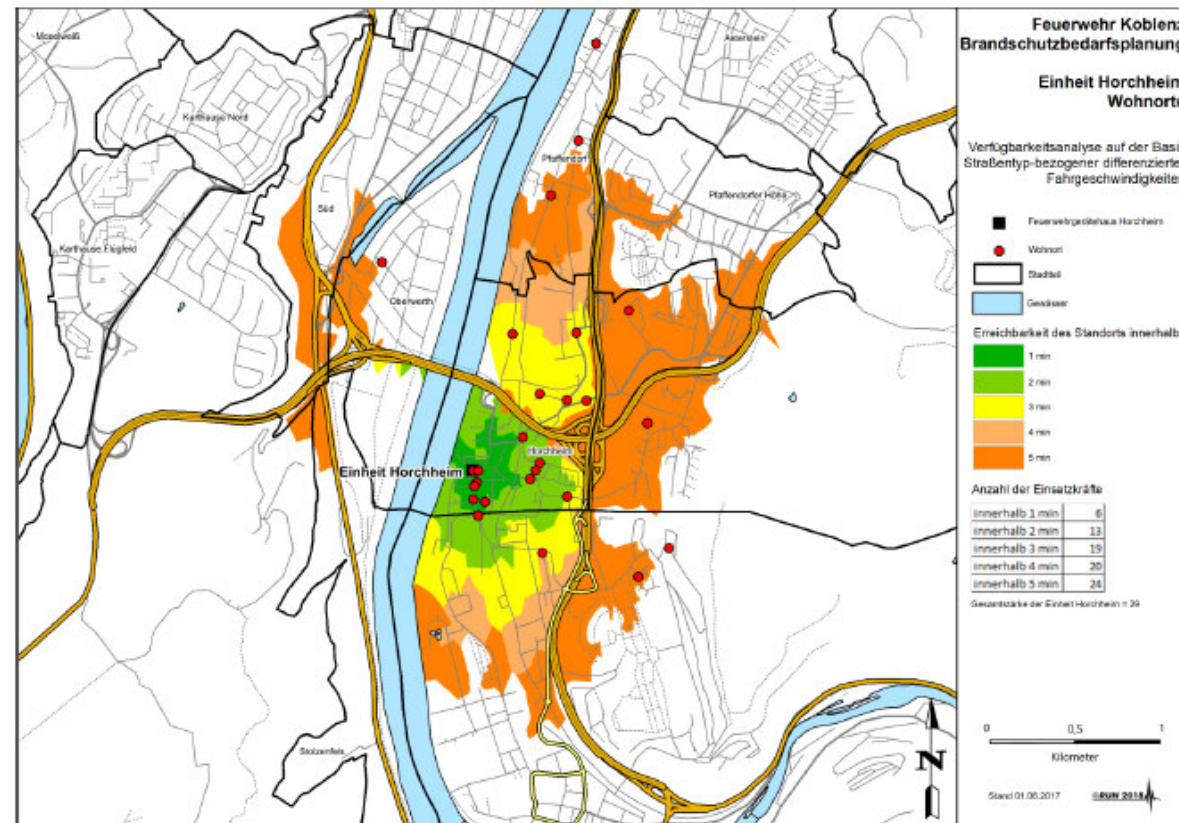 Feuerwehr Koblenz
Brandschutzbedarfsplanung
Einheit Horchheim
Wohnorte
Verfügbarkeitsanalyse auf der Basis
Straßentyp-bezogener differenzierter
Fahrgeschwindigkeiten
Feuerwehrgerätehaus Horchheim
Wohnort
Stadtteil
Gewässer
Erreichbarkeit des Standorts innerhalb
1 min
2 min
3 min
4 min
5 min
Anzahl der Einsatzkräfte
innerhalb 1 min 6
innerhalb 2 min 13
innerhalb 3 min 19
innerhalb 4 min 20
innerhalb 5 min 24
Gesamtstärke der Einheit Horchheim = 29
0 0,5 1
Kilometer
Stand 01.06.2017
©RUN 2018
N
Moselweiß
Asterstein
Karthause Nord
Pfaffendorf
Pfaffendorfer Höhe
Süd
Karthause Flugfeld
Oberwerth
Horchheim
Einheit Horchheim
Stolzenfels